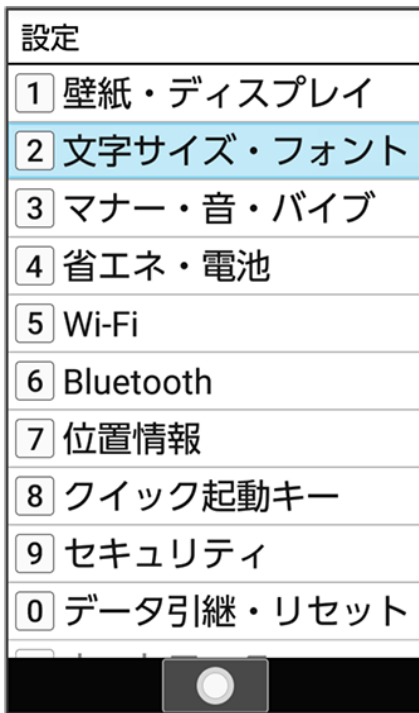 設定
1 壁紙・ディスプレイ
2 文字サイズ・フォント
3 マナー・音・バイブ
4 省エネ・電池
5 Wi-Fi
6 Bluetooth
7 位置情報
8 クイック起動キー
9 セキュリティ
0 データ引継・リセット